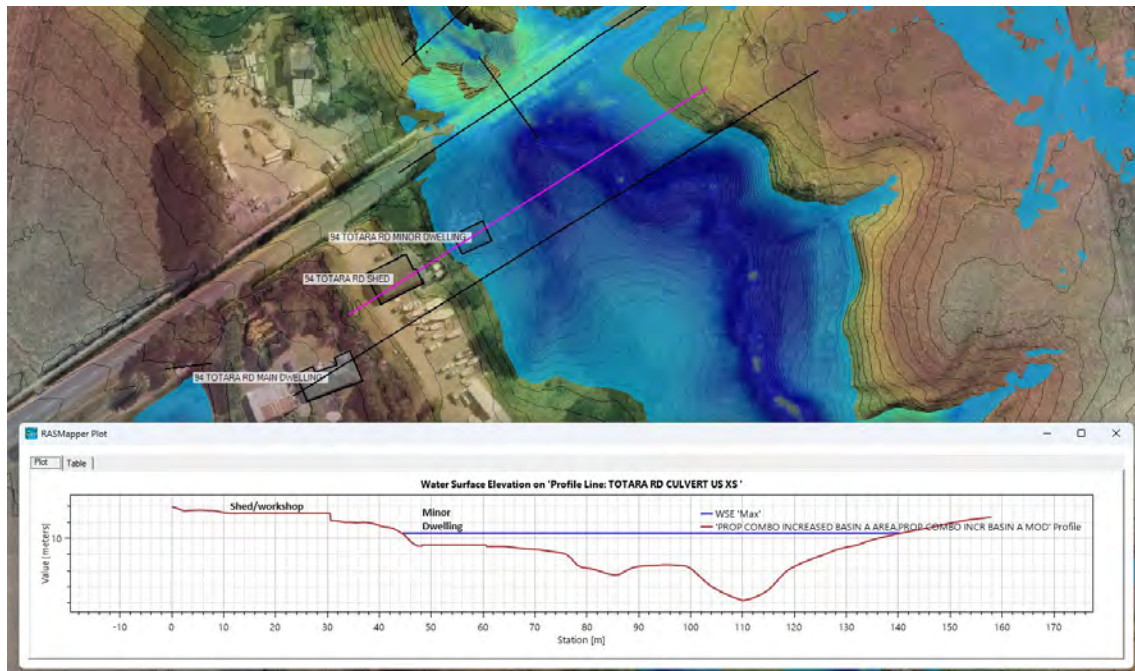 94 TOTARA RD MINOR DWELLING
94 TOTARA RD SHED
94 TOTARA RD MAIN DWELLING
RASMapper Plot
Plot Table
Water Surface Elevation on 'Profile Line: TOTARA RD CULVERT US XS '
Shed/workshop
Minor
Dwelling
WSE 'Max'
'PROP COMBO INCREASED BASIN A AREA,PROP COMBO INCR BASIN A MOD' Profile
Value [meters]
10
-10 0 10 20 30 40 50 60 70 80 90 100 110 120 130 140 150 160 170
Station [m]